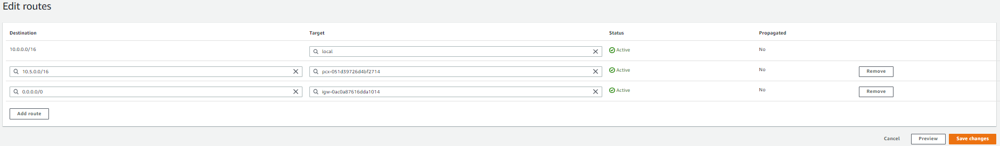 Edit routes
Destination Target Status Propagated
10.0.0.0/16 local Active No
10.5.0.0/16 pcx-051d39726d4bf2714 Active No Remove
0.0.0.0/0 igw-0ac0a87616dda1014 Active No Remove
Add route
Cancel Preview Save changes